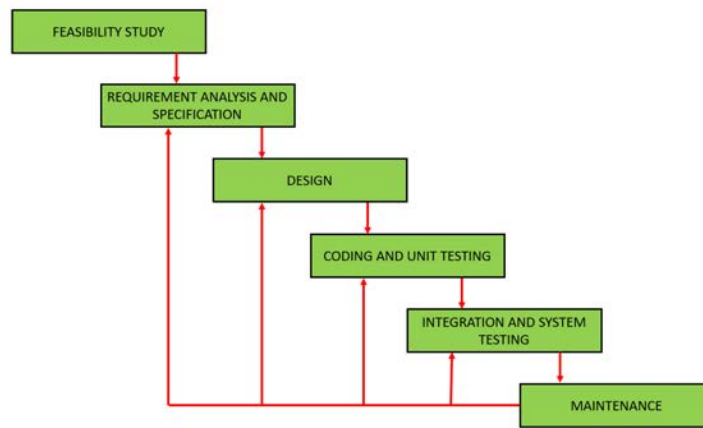 FEASIBILITY STUDY
REQUIREMENT ANALYSIS AND
SPECIFICATION
DESIGN
CODING AND UNIT TESTING
INTEGRATION AND SYSTEM
TESTING
MAINTENANCE